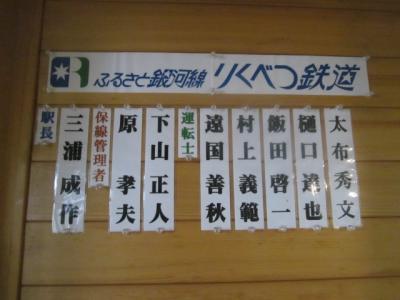 ふるさと銀河線 りくべつ鉄道
駅長
三浦成作
保線管理者
原孝夫
下山正人
運転士
遠国善秋
村上義範
飯田啓一
樋口達也
太布秀文